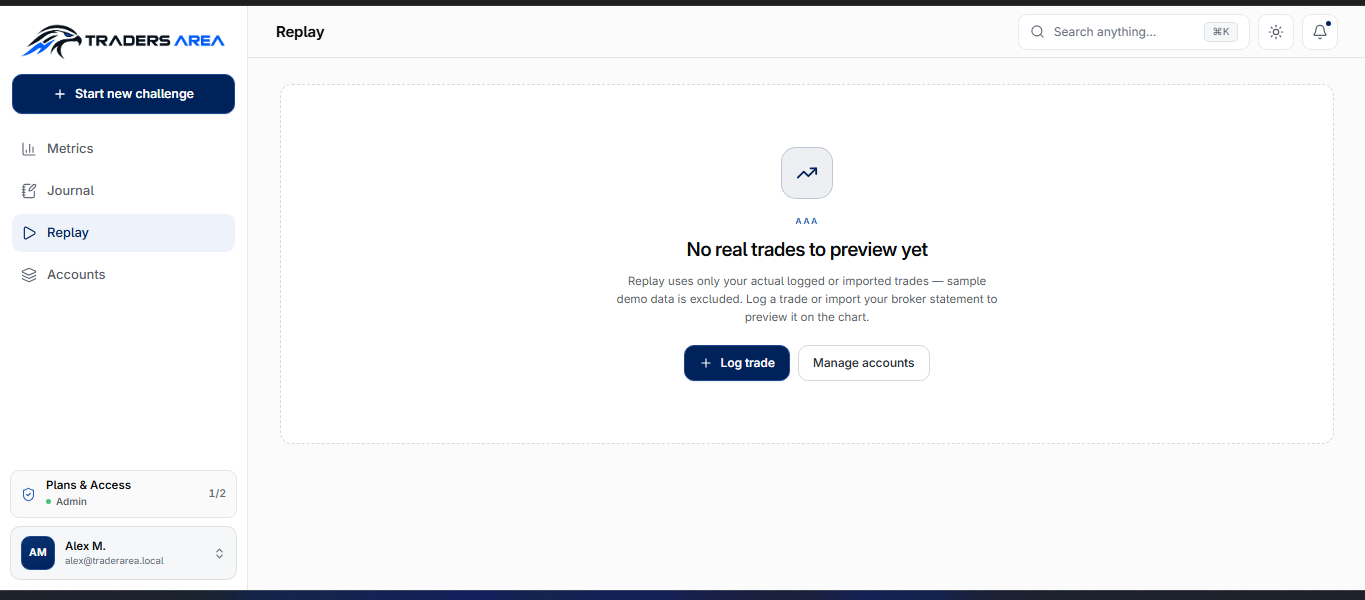 TRADERS AREA
Replay
Search anything...
⌘K
Start new challenge
Metrics
Journal
Replay
Accounts
AAA
No real trades to preview yet
Replay uses only your actual logged or imported trades — sample
demo data is excluded. Log a trade or import your broker statement to
preview it on the chart.
Log trade
Manage accounts
Plans & Access
Admin
1/2
AM
Alex M.
alex@traderarea.local